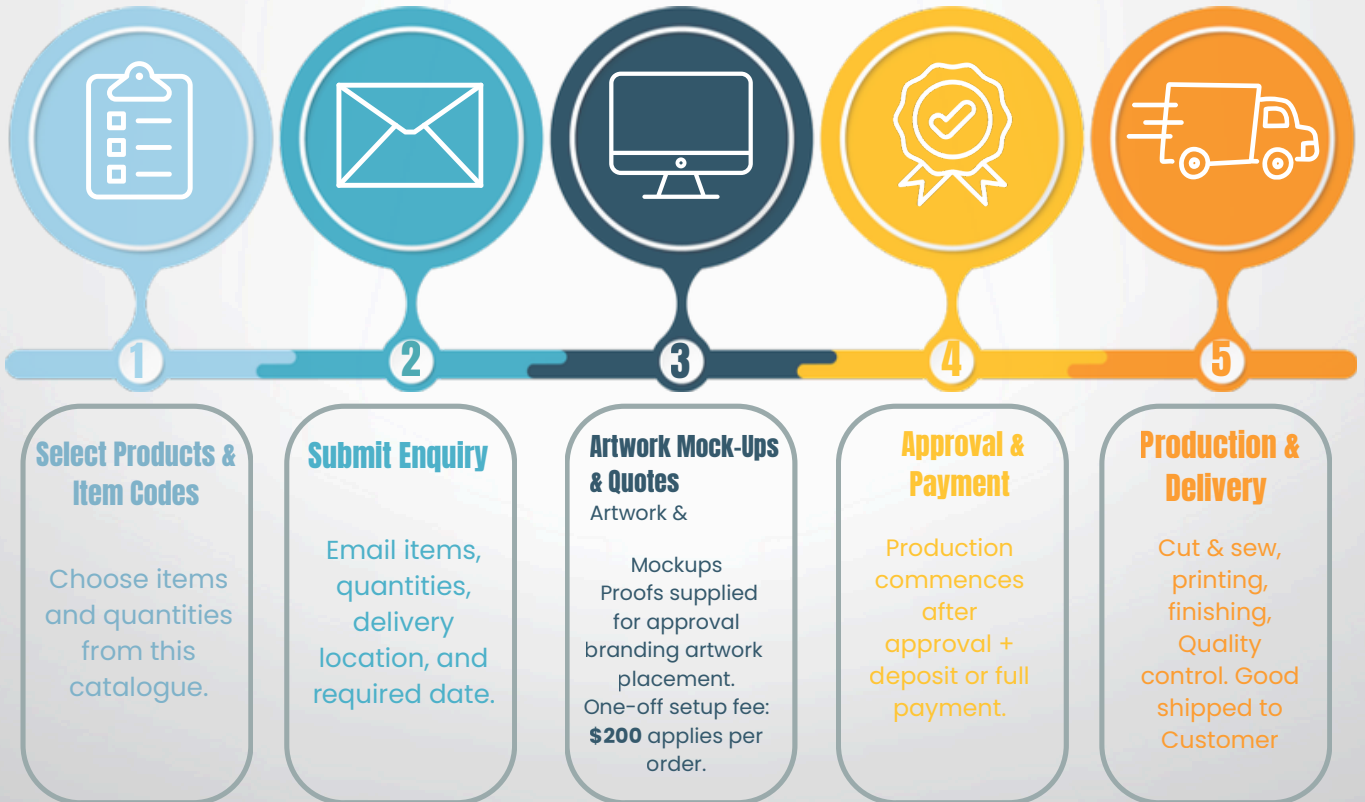 1
Select Products &
Item Codes
Choose items
and quantities
from this
catalogue.
2
Submit Enquiry
Email items,
quantities,
delivery
location, and
required date.
3
Artwork Mock-Ups
& Quotes
Artwork &
Mockups
Proofs supplied
for approval
branding artwork
placement.
One-off setup fee:
$200 applies per
order.
4
Approval &
Payment
Production
commences
after
approval +
deposit or full
payment.
5
Production &
Delivery
Cut & sew,
printing,
finishing,
Quality
control. Good
shipped to
Customer